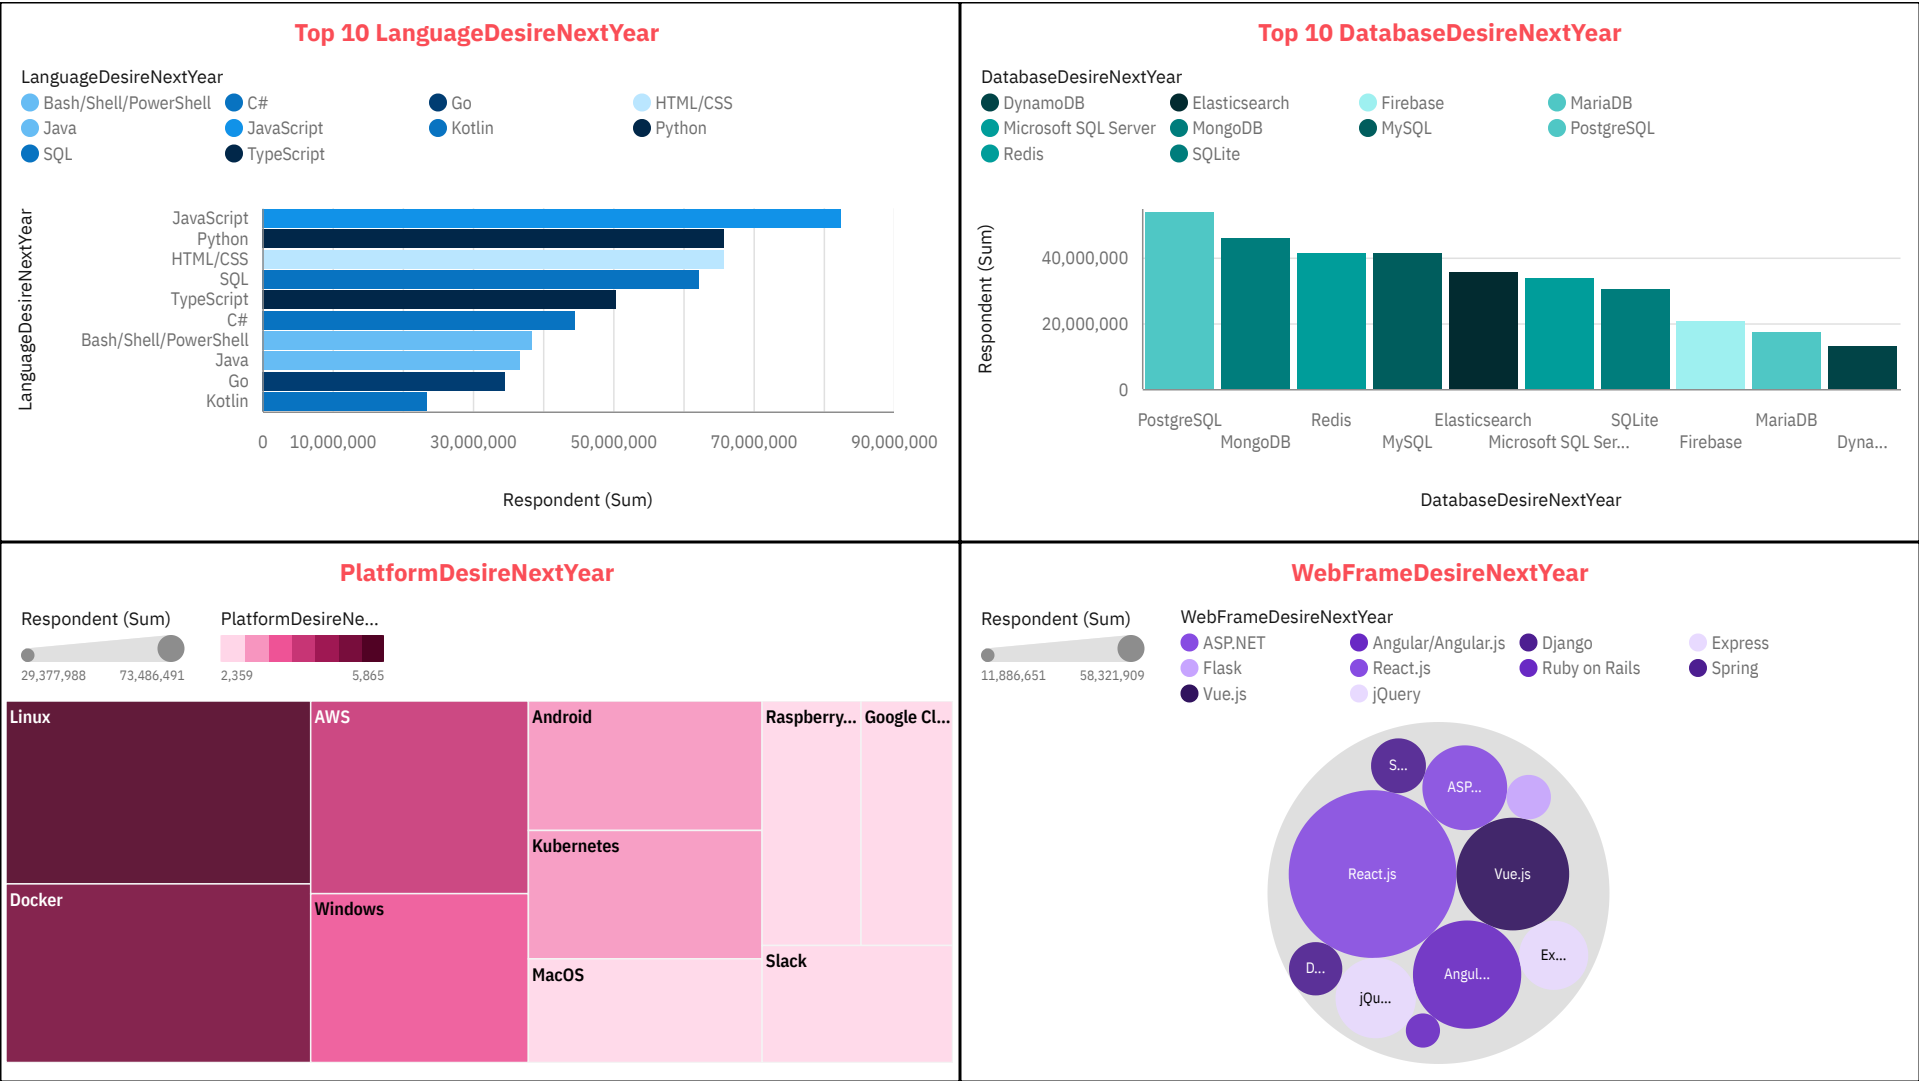 Top 10 LanguageDesireNextYear
LanguageDesireNextYear
Bash/Shell/PowerShell C# Go HTML/CSS
Java JavaScript Kotlin Python
SQL TypeScript
LanguageDesireNextYear
JavaScript
Python
HTML/CSS
SQL
TypeScript
C#
Bash/Shell/PowerShell
Java
Go
Kotlin
0 10,000,000 30,000,000 50,000,000 70,000,000 90,000,000
Respondent (Sum)
Top 10 DatabaseDesireNextYear
DatabaseDesireNextYear
DynamoDB Elasticsearch Firebase MariaDB
Microsoft SQL Server MongoDB MySQL PostgreSQL
Redis SQLite
Respondent (Sum)
40,000,000
20,000,000
0
PostgreSQL Redis Elasticsearch SQLite MariaDB
MongoDB MySQL Microsoft SQL Ser... Firebase Dyna...
DatabaseDesireNextYear
PlatformDesireNextYear
Respondent (Sum) PlatformDesireNe...
29,377,988 73,486,491 2,359 5,865
Linux AWS Android Raspberry... Google Cl...
Kubernetes
Docker
Windows
Slack
MacOS
WebFrameDesireNextYear
Respondent (Sum) WebFrameDesireNextYear
11,886,651 58,321,909
ASP.NET Angular/Angular.js Django Express
Flask React.js Ruby on Rails Spring
Vue.js jQuery
S...
ASP...
React.js Vue.js
Ex...
D...
Angul...
jQu...